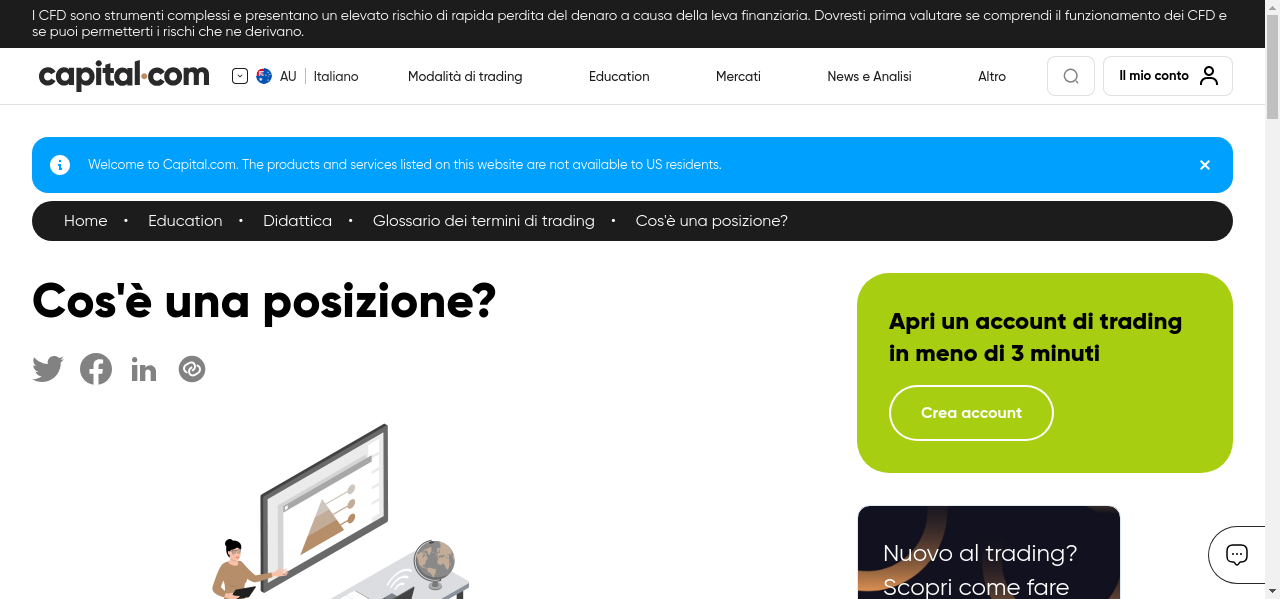 I CFD sono strumenti complessi e presentano un elevato rischio di rapida perdita del denaro a causa della leva finanziaria. Dovresti prima valutare se comprendi il funzionamento dei CFD e
se puoi permetterti i rischi che ne derivano.
capital.com
AU
Italiano
Modalità di trading
Education
Mercati
News e Analisi
Altro
Il mio conto
Welcome to Capital.com. The products and services listed on this website are not available to US residents.
Home • Education • Didattica • Glossario dei termini di trading • Cos'è una posizione?
Cos'è una posizione?
Apri un account di trading
in meno di 3 minuti
Crea account
Nuovo al trading?
Scopri come fare